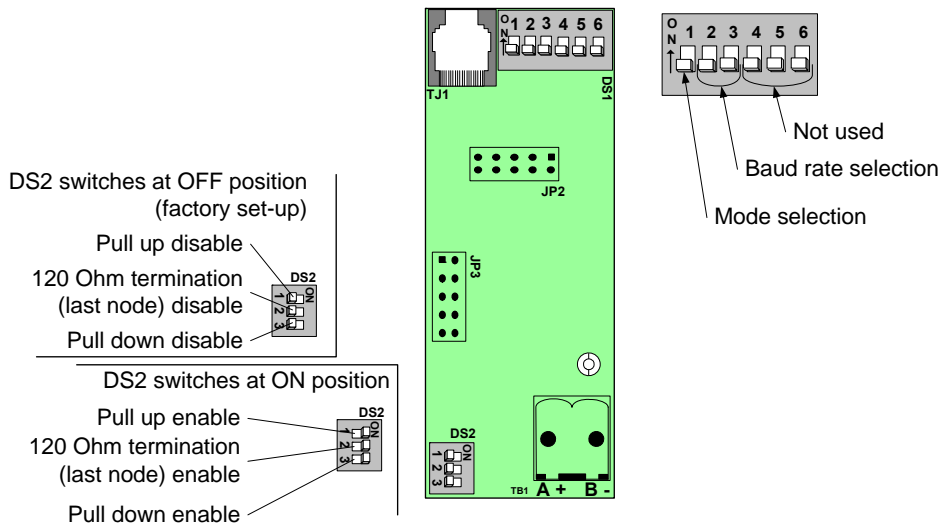 O
N
1 2 3 4 5 6
DS1
TJ1
JP2
JP3
DS2
ON
1
2
3
TB1 A + B -
O
N
1 2 3 4 5 6
Not used
Baud rate selection
Mode selection
DS2 switches at OFF position
(factory set-up)
Pull up disable
120 Ohm termination
(last node) disable
Pull down disable
DS2
ON
1
2
3
DS2 switches at ON position
Pull up enable
120 Ohm termination
(last node) enable
Pull down enable
DS2
ON
1
2
3